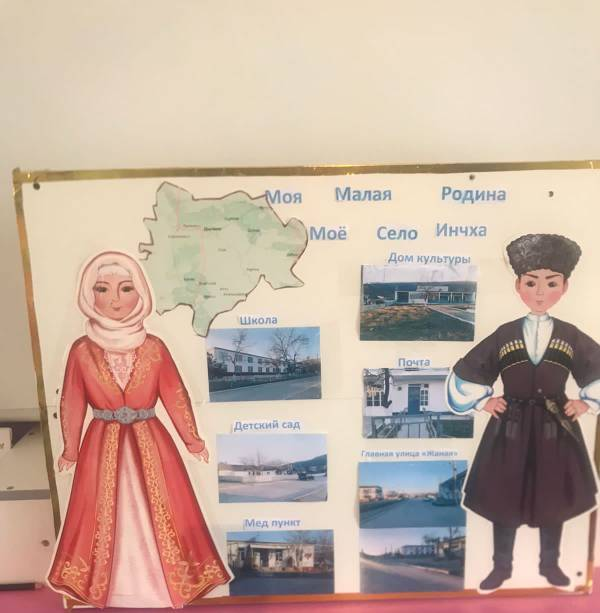 Моя Малая Родина
Моё Село Инчха
Дом культуры
Школа
Почта
Детский сад
Главная улица «Жаная»
Мед пункт